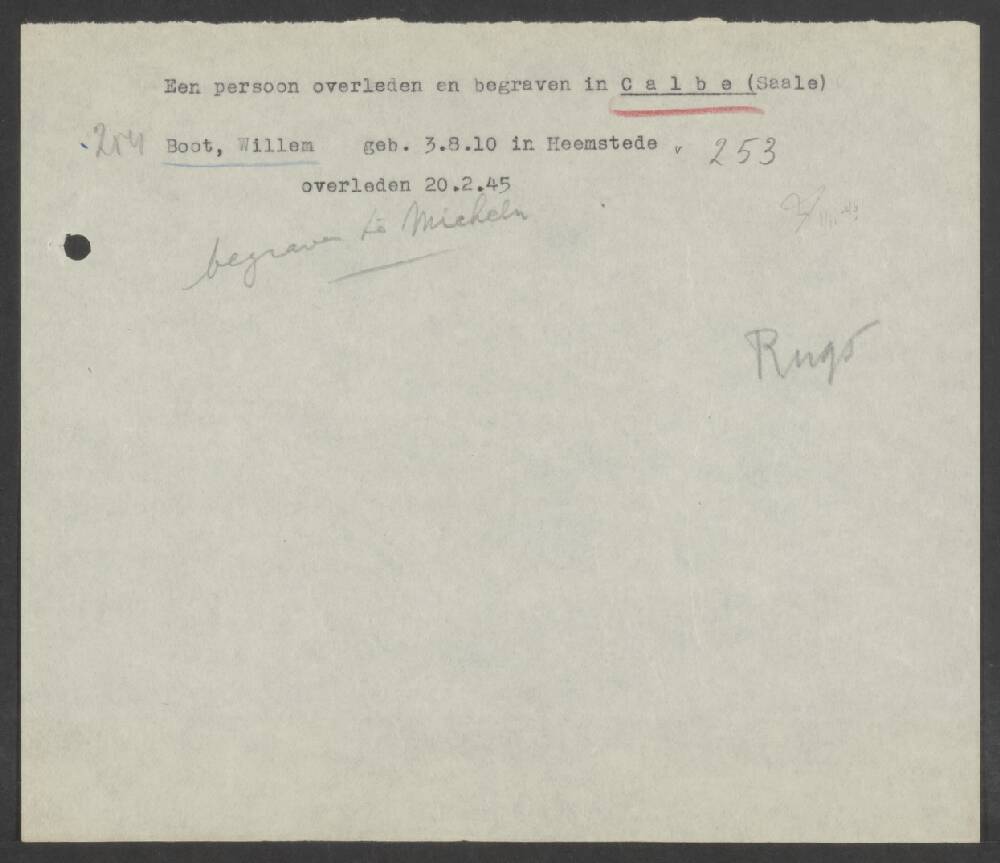 Een persoon overleden en begraven in C a l b e (Saale)
Boot, Willem geb. 3.8.10 in Heemstede 253
overleden 20.2.45
begraven te Micheln